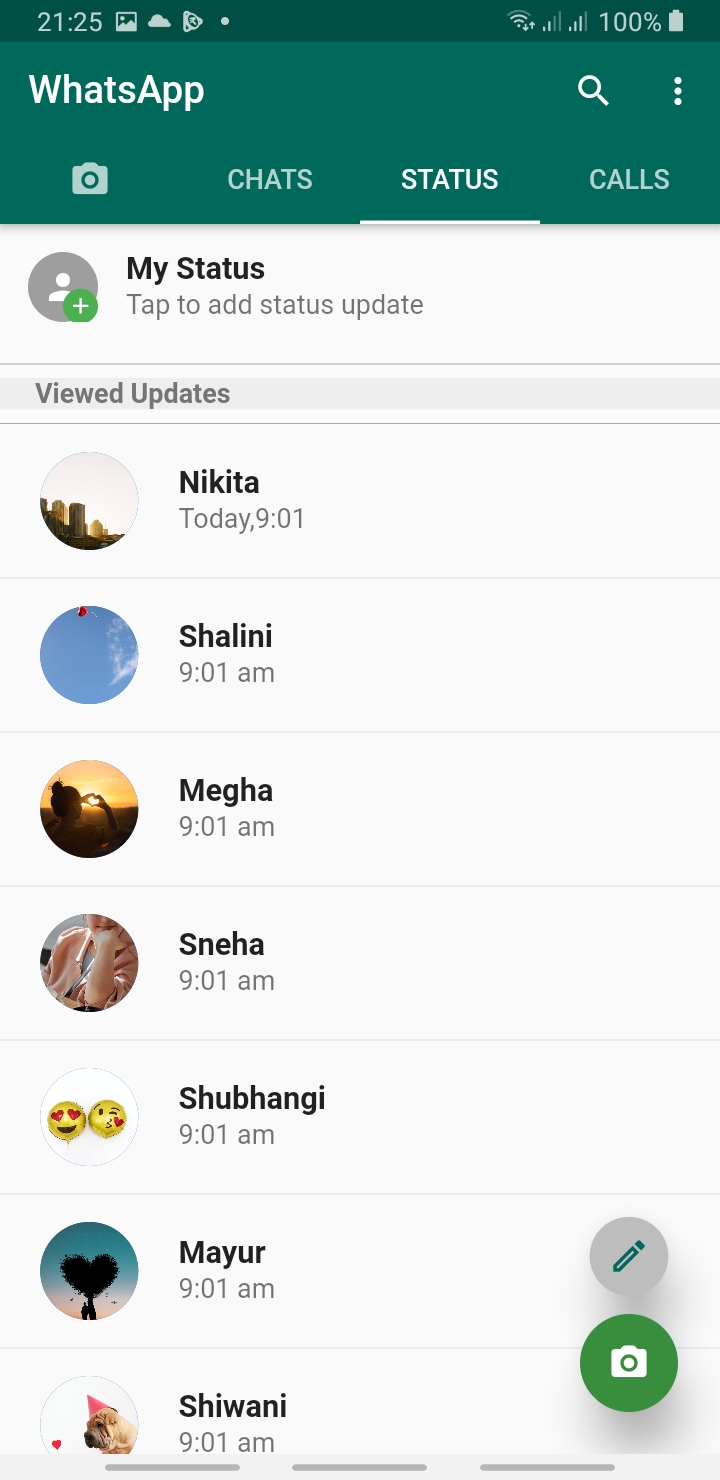 21:25 100%
WhatsApp
CHATS STATUS CALLS
My Status
Tap to add status update
Viewed Updates
Nikita
Today,9:01
Shalini
9:01 am
Megha
9:01 am
Sneha
9:01 am
Shubhangi
9:01 am
Mayur
9:01 am
Shiwani
9:01 am